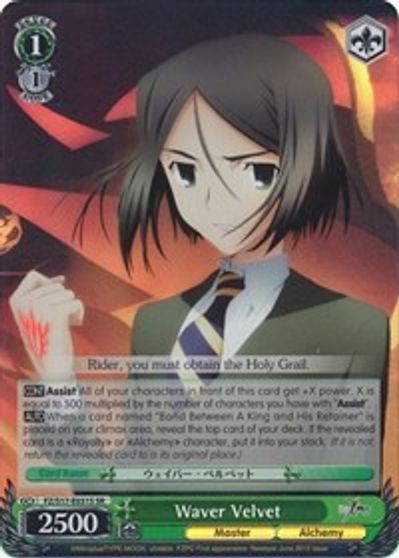 1
1
Rider, you must obtain the Holy Grail.
CONT Assist All of your characters in front of this card get +X power. X is
equal to 500 multiplied by the number of characters you have with "Assist".
AUTO When a card named "Bond Between A King and His Retainer" is
placed on your climax area, reveal the top card of your deck. If the revealed
card is a «Royalty» or «Alchemy» character, put it into your stock. (If it is not
revealed the card is returned to its original place)
Card Name ウェイバー・ベルベット
2500
Waver Velvet
Master Alchemy